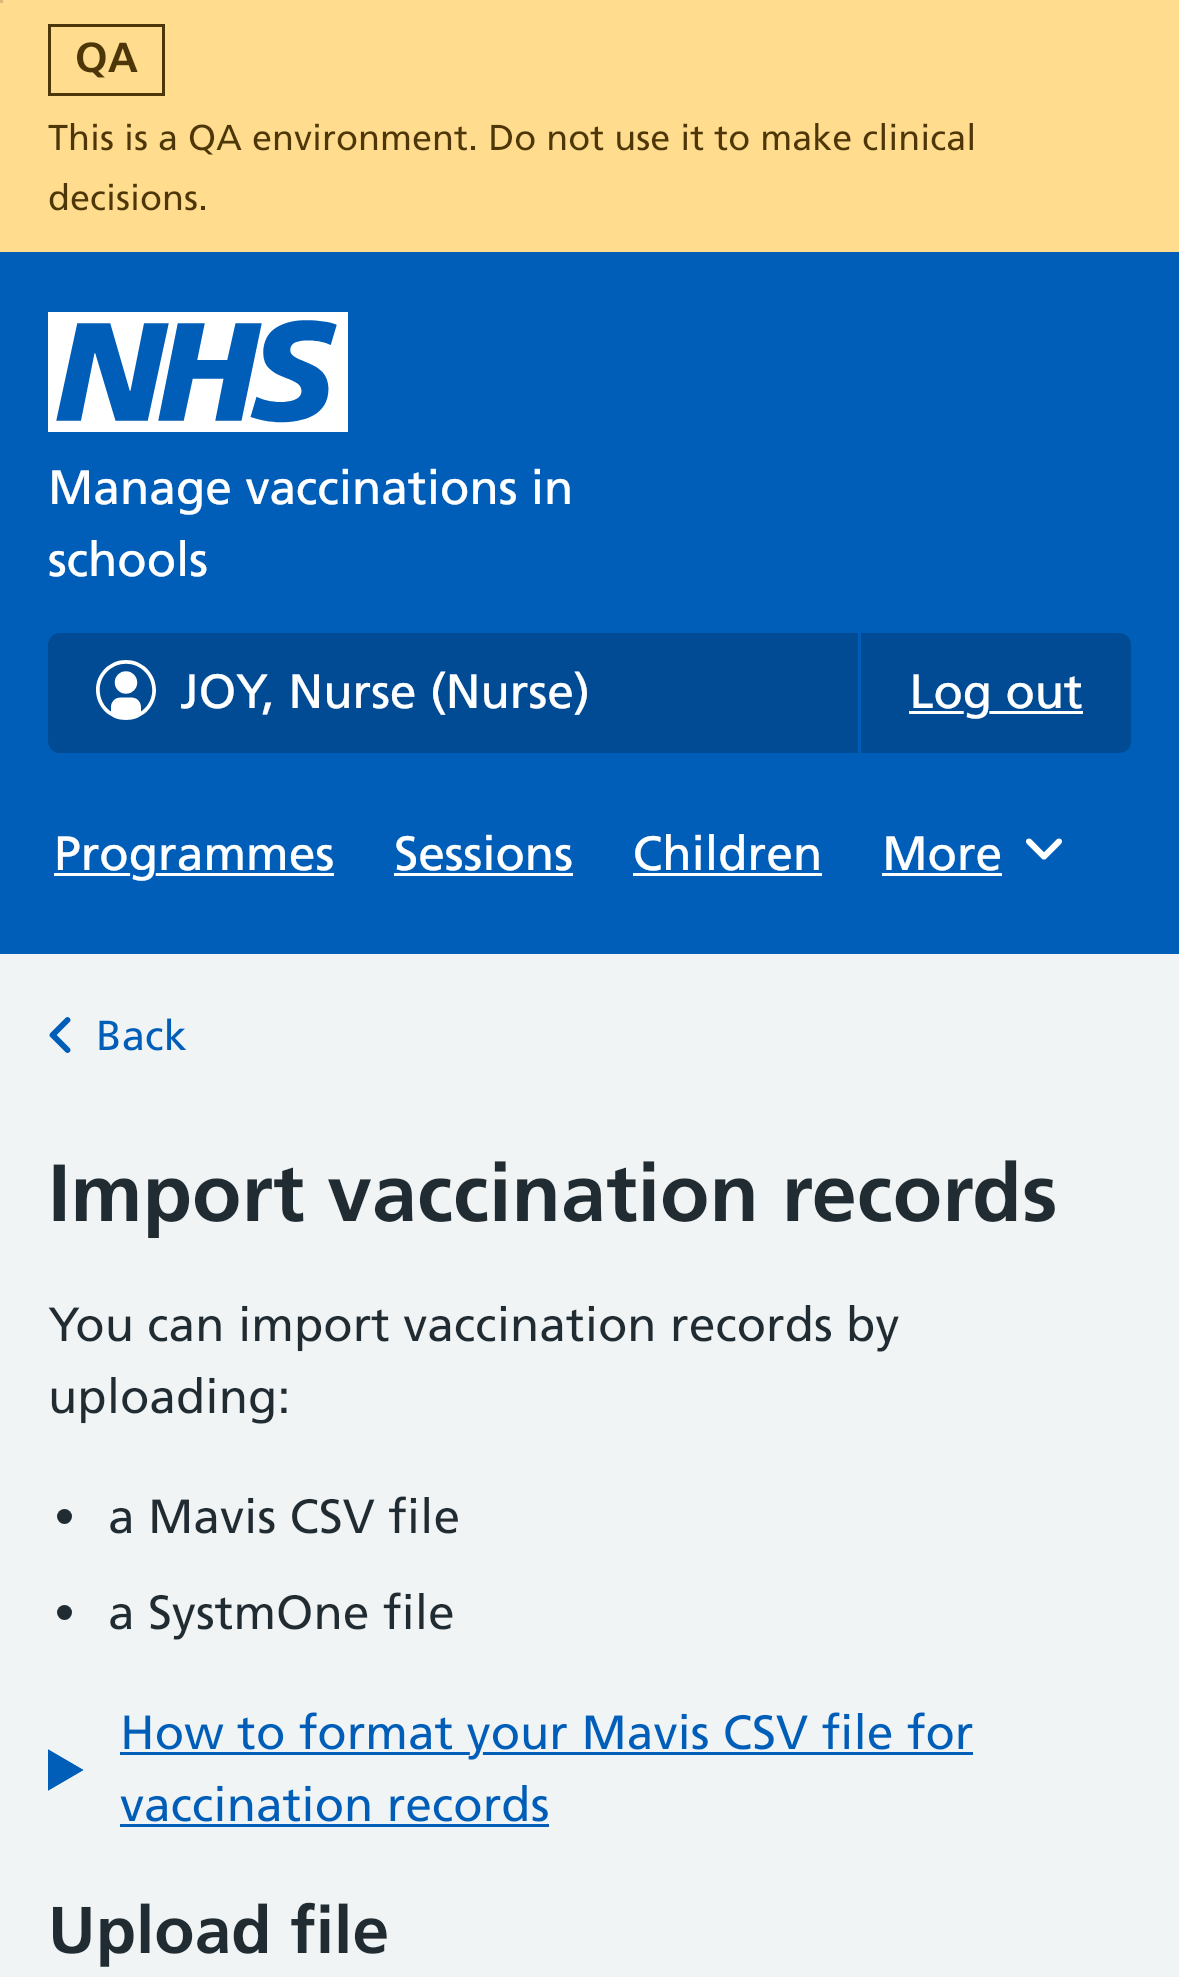 QA
This is a QA environment. Do not use it to make clinical
decisions.
NHS
Manage vaccinations in
schools
JOY, Nurse (Nurse)
Log out
Programmes
Sessions
Children
More
Back
Import vaccination records
You can import vaccination records by
uploading:
• a Mavis CSV file
• a SystmOne file
How to format your Mavis CSV file for
vaccination records
Upload file